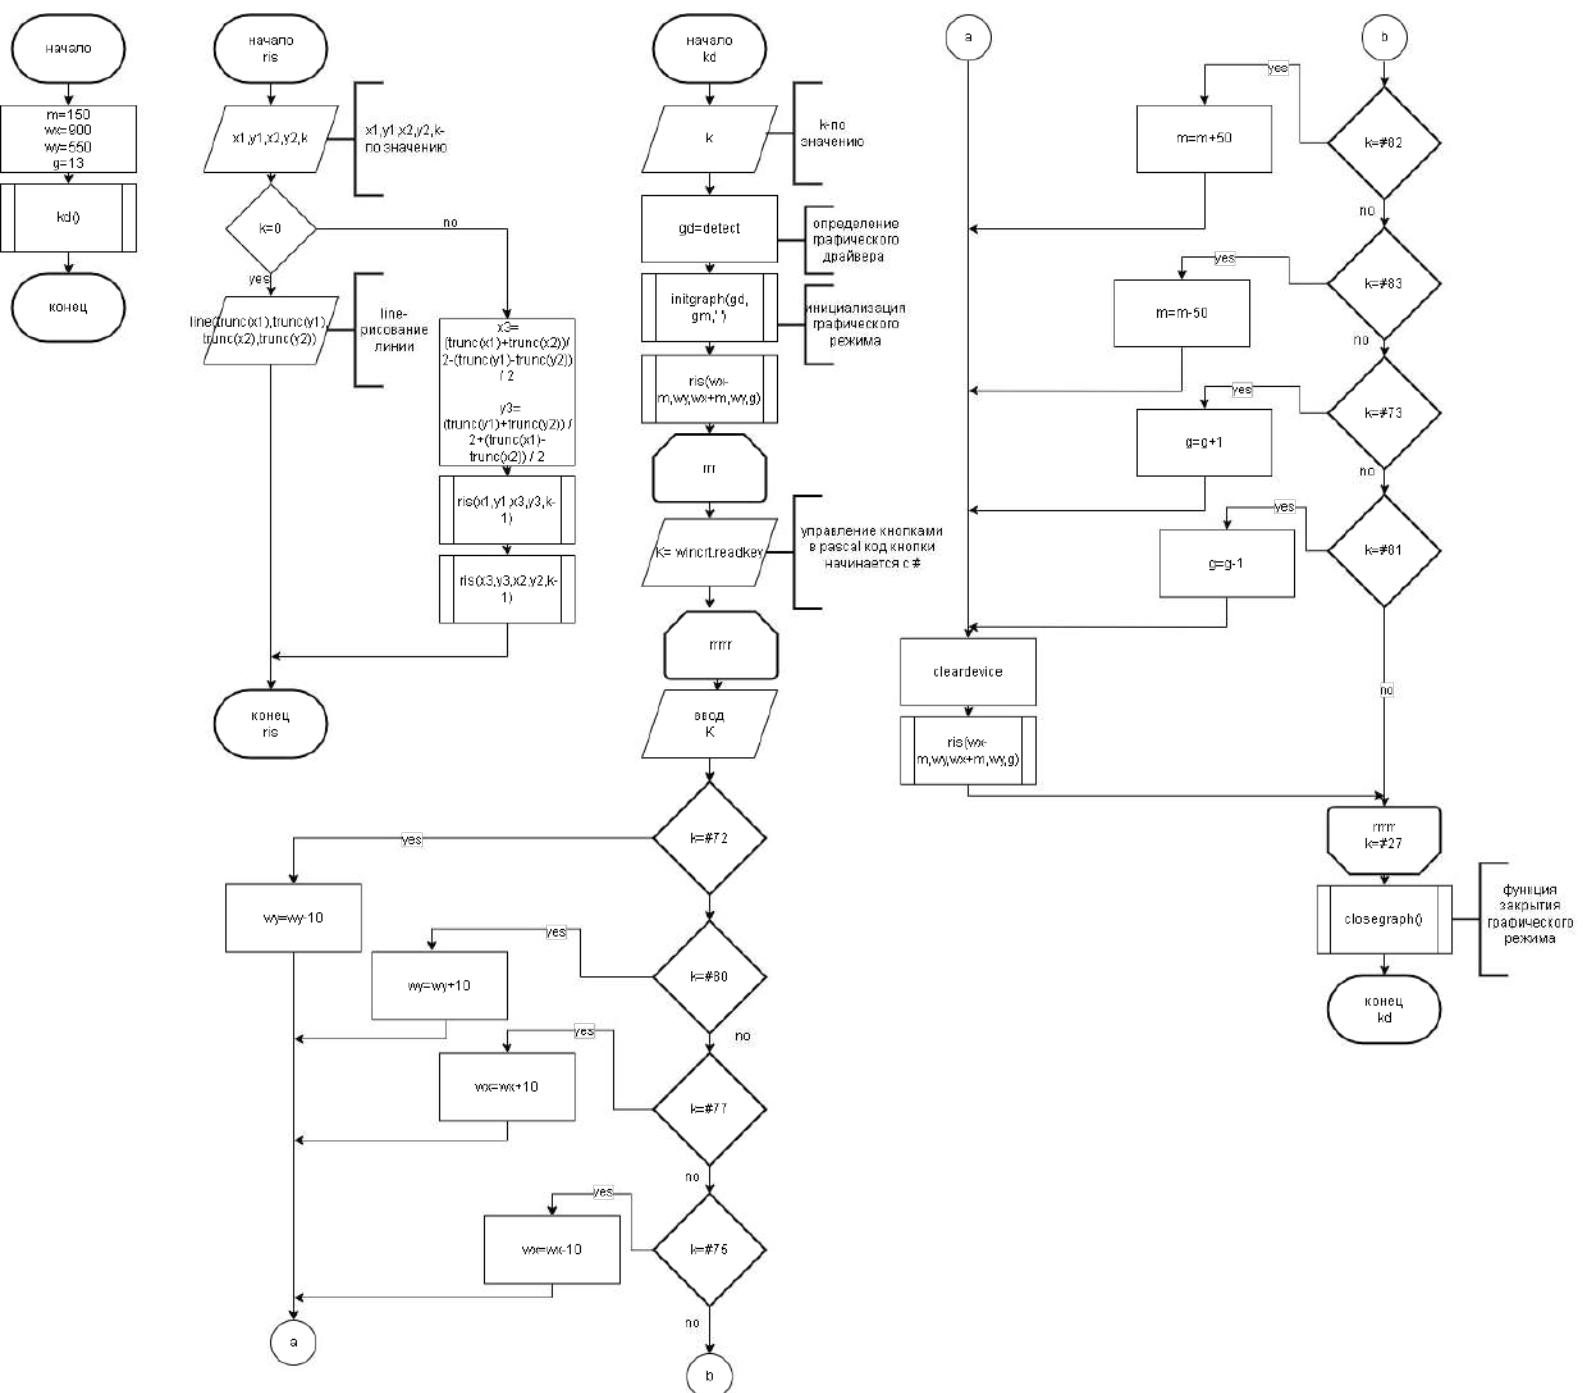 начало
m=150
wx=900
wy=550
g=13
kd()
конец
начало
ris
x1,y1,x2,y2,k
x1,y1,x2,y2,k-
по значению
k=0
no
yes
line(trunc(x1),trunc(y1),
trunc(x2),trunc(y2))
line-
рисование
линии
x3=
(trunc(x1)+trunc(x2))/
2-(trunc(y1)-trunc(y2))
/ 2
y3=
(trunc(y1)+trunc(y2)) /
2+(trunc(x1)-
trunc(x2)) / 2
ris(x1,y1,x3,y3,k-
1)
ris(x3,y3,x2,y2,k-
1)
конец
ris
начало
kd
k
k-по
значению
gd=detect
определение
графического
драйвера
initgraph(gd,
gm,' ')
инициализация
графического
режима
ris(wx-
m,wy,wx+m,wy,g)
rrr
K= wincrt.readkey
управление кнопками
в pascal код кнопки
начинается с #
rrrr
ввод
K
k=#72
yes
wy=wy-10
k=#80
yes
wy=wy+10
no
k=#77
yes
wx=wx+10
no
k=#75
yes
wx=wx-10
no
a
b
a
b
k=#82
yes
m=m+50
no
k=#83
yes
m=m-50
no
k=#73
yes
g=g+1
no
k=#81
yes
g=g-1
no
cleardevice
ris(wx-
m,wy,wx+m,wy,g)
rrrr
k=#27
closegraph()
функция
закрытия
графического
режима
конец
kd